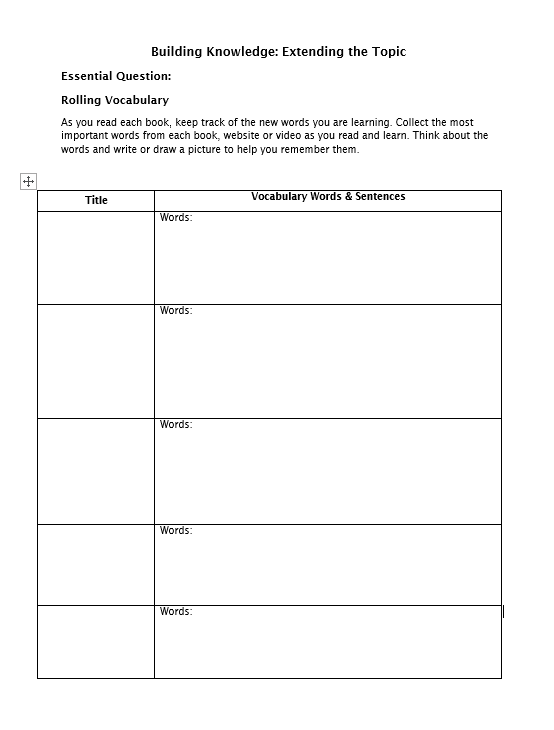 Building Knowledge: Extending the Topic
Essential Question:
Rolling Vocabulary
As you read each book, keep track of the new words you are learning. Collect the most
important words from each book, website or video as you read and learn. Think about the
words and write or draw a picture to help you remember them.
Title
Vocabulary Words & Sentences
Words:
Words:
Words:
Words:
Words: